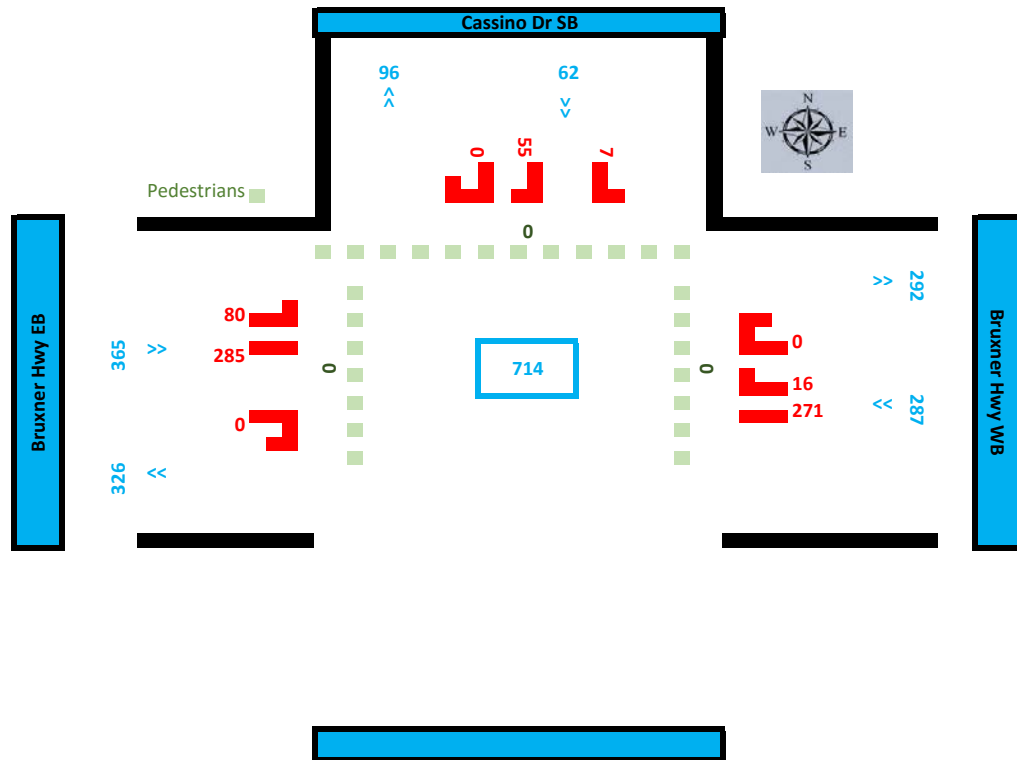 Cassino Dr SB
96
62
N
W
E
S
0
55
7
Pedestrians
0
>>
292
80
365
>>
285
0
714
0
0
16
271
<<
287
0
326
<<
Bruxner Hwy EB
Bruxner Hwy WB